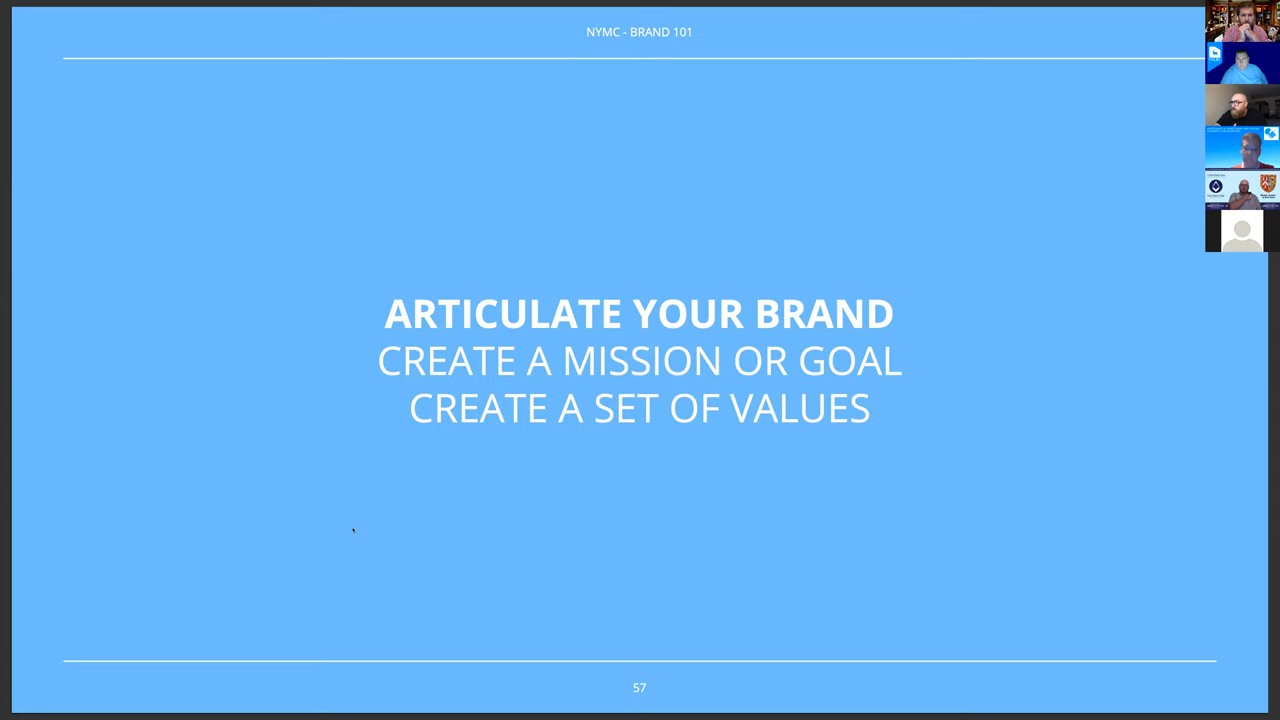 NYMC - BRAND 101
ARTICULATE YOUR BRAND
CREATE A MISSION OR GOAL
CREATE A SET OF VALUES
57